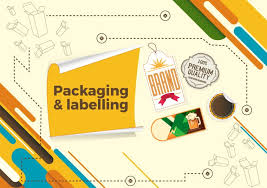 Packaging
& labelling
BRAND
100%
PREMIUM
QUALITY